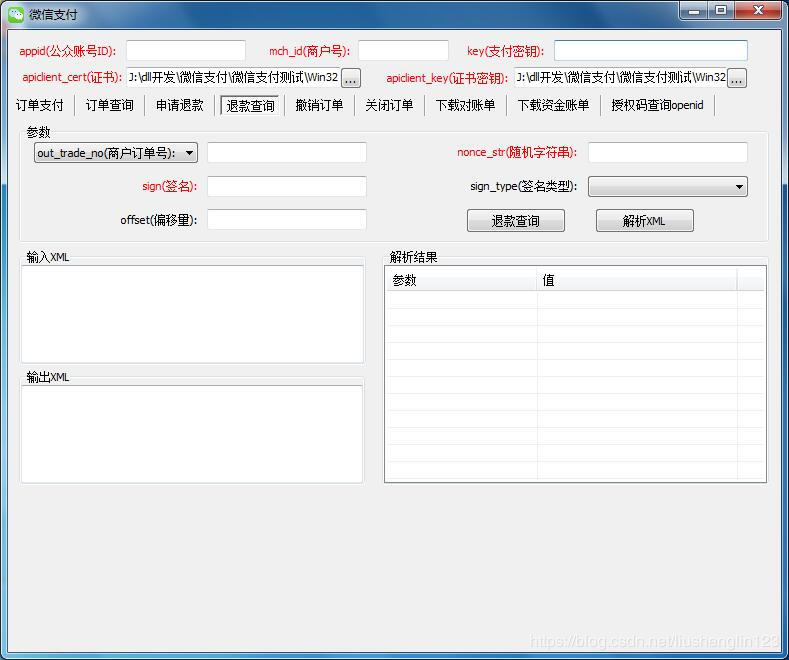 微信支付
appid(公众账号ID): mch_id(商户号): key(支付密钥):
apiclient_cert(证书): J:\dll开发\微信支付\微信支付测试\Win32 ... apiclient_key(证书密钥): J:\dll开发\微信支付\微信支付测试\Win32 ...
订单支付 订单查询 申请退款 退款查询 撤销订单 关闭订单 下载对账单 下载资金账单 授权码查询openid
参数
out_trade_no(商户订单号): nonce_str(随机字符串):
sign(签名): sign_type(签名类型):
offset(偏移量): 退款查询 解析XML
输入XML 解析结果
参数 值
输出XML
https://blog.csdn.net/liushenglin123